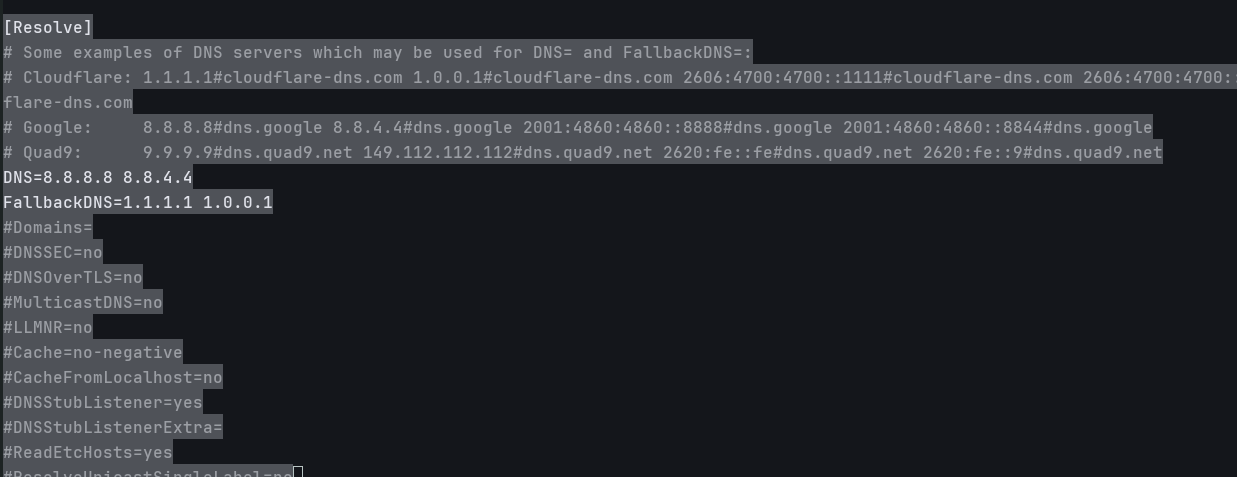 [Resolve]
# Some examples of DNS servers which may be used for DNS= and FallbackDNS=:
# Cloudflare: 1.1.1.1#cloudflare-dns.com 1.0.0.1#cloudflare-dns.com 2606:4700:4700::1111#cloudflare-dns.com 2606:4700:4700:
flare-dns.com
# Google:     8.8.8.8#dns.google 8.8.4.4#dns.google 2001:4860:4860::8888#dns.google 2001:4860:4860::8844#dns.google
# Quad9:      9.9.9.9#dns.quad9.net 149.112.112.112#dns.quad9.net 2620:fe::fe#dns.quad9.net 2620:fe::9#dns.quad9.net
DNS=8.8.8.8 8.8.4.4
FallbackDNS=1.1.1.1 1.0.0.1
#Domains=
#DNSSEC=no
#DNSOverTLS=no
#MulticastDNS=no
#LLMNR=no
#Cache=no-negative
#CacheFromLocalhost=no
#DNSStubListener=yes
#DNSStubListenerExtra=
#ReadEtcHosts=yes
#ResolveUnicastSingleLabel=no